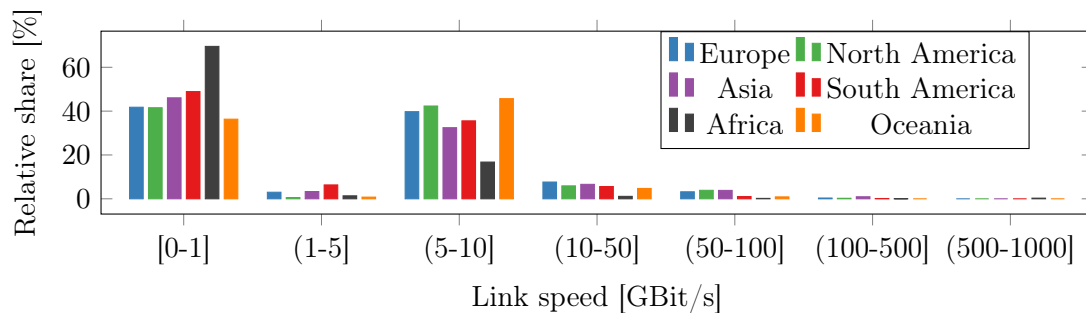 Relative share [%]
60
40
20
0
Europe North America
Asia South America
Africa Oceania
[0-1] (1-5] (5-10] (10-50] (50-100] (100-500] (500-1000]
Link speed [GBit/s]